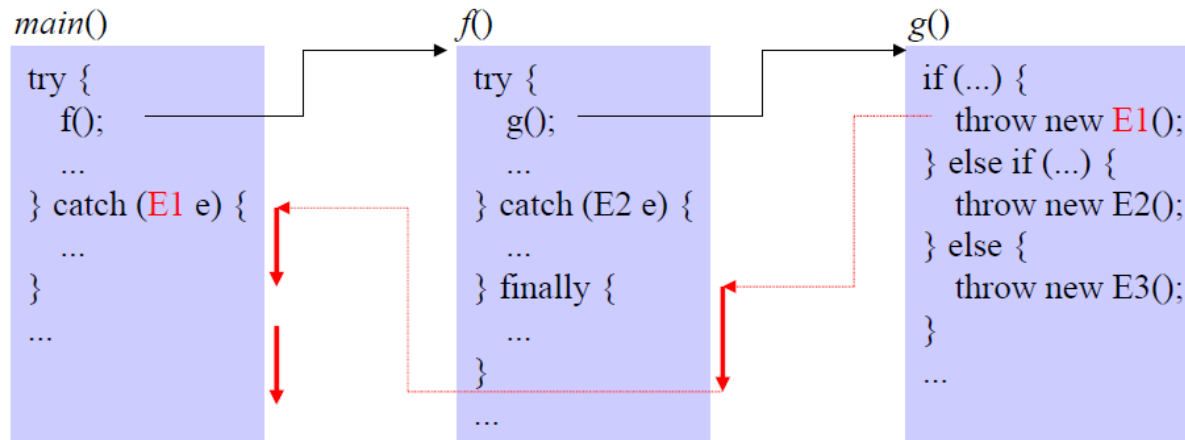 main()
try {
f();
...
} catch (E1 e) {
...
}
...
f()
try {
g();
...
} catch (E2 e) {
...
} finally {
...
}
...
g()
if (...) {
throw new E1();
} else if (...) {
throw new E2();
} else {
throw new E3();
}
...